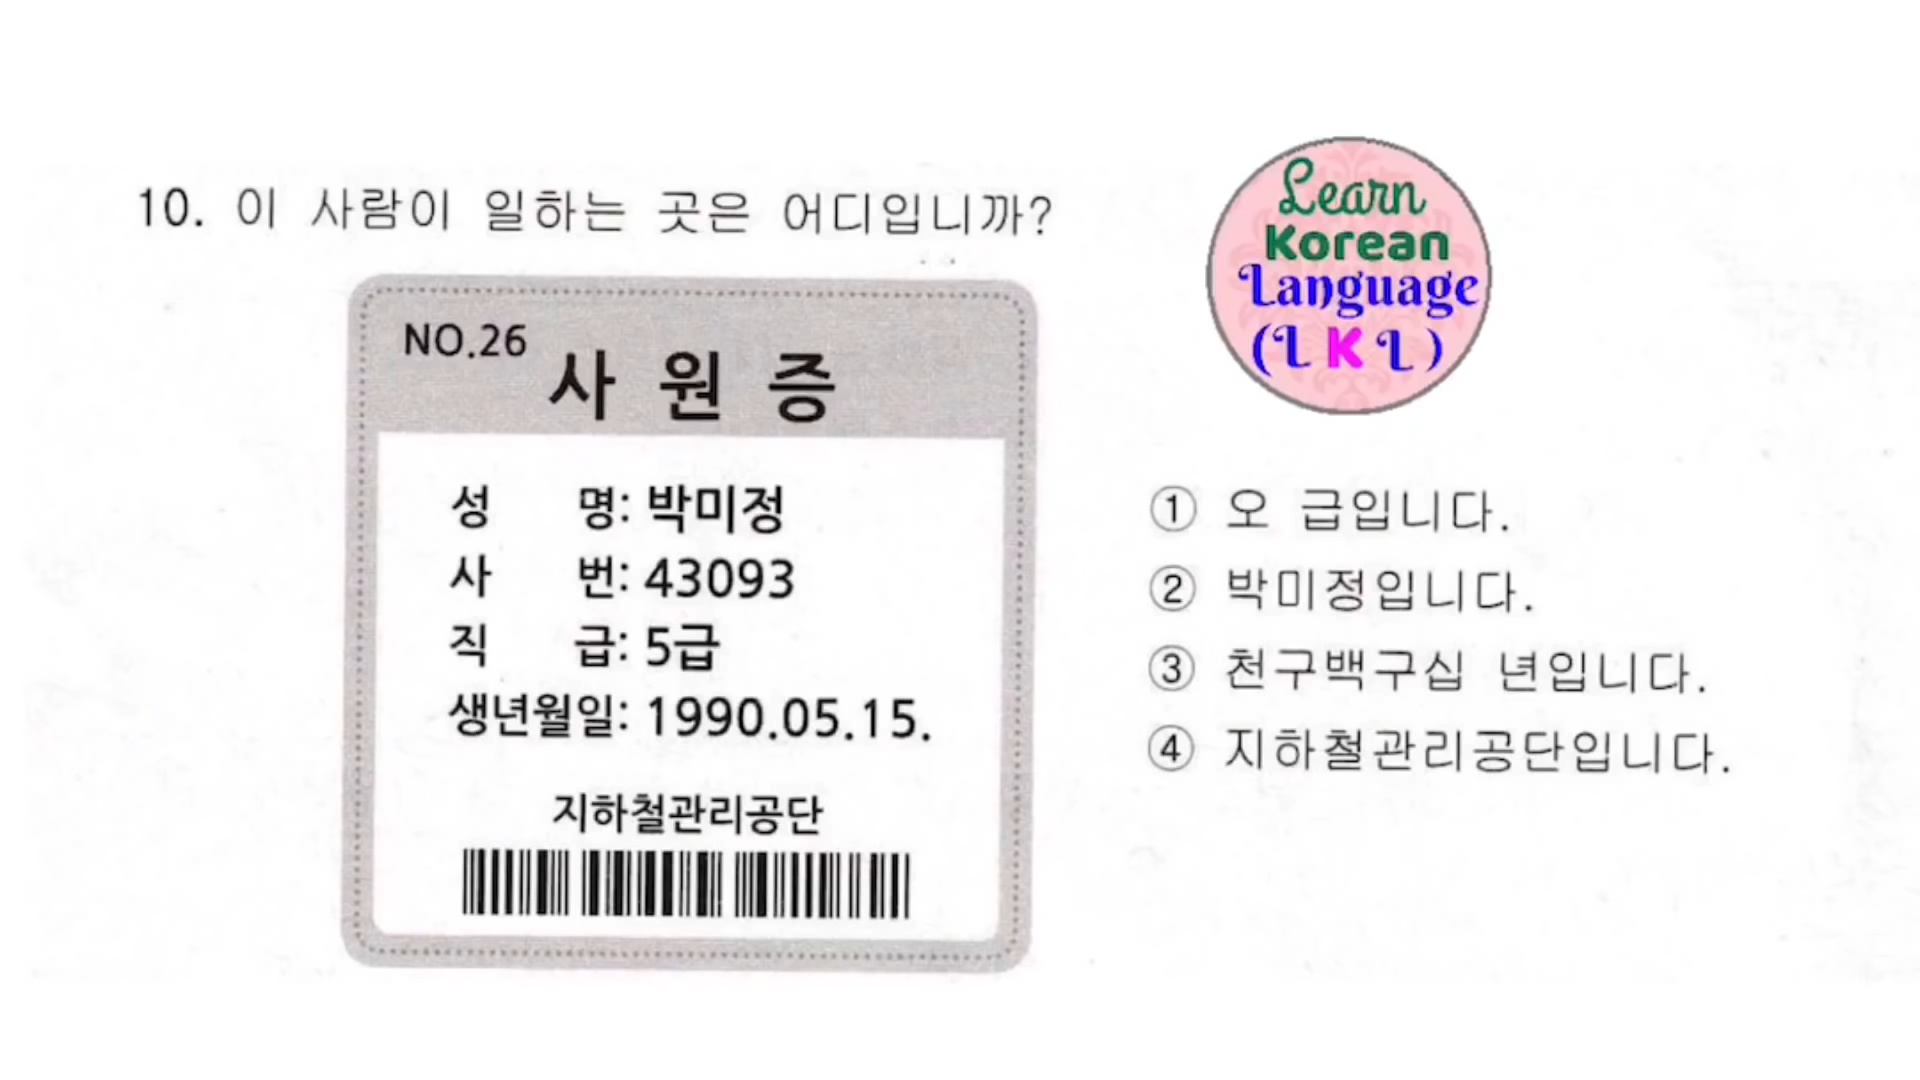 10. 이 사람이 일하는 곳은 어디입니까?
NO.26
사 원 증
성 명: 박미정
사 번: 43093
직 급: 5급
생년월일: 1990.05.15.
지하철관리공단
Learn
Korean
Language
(L K L)
① 오 급입니다.
② 박미정입니다.
③ 천구백구십 년입니다.
④ 지하철관리공단입니다.